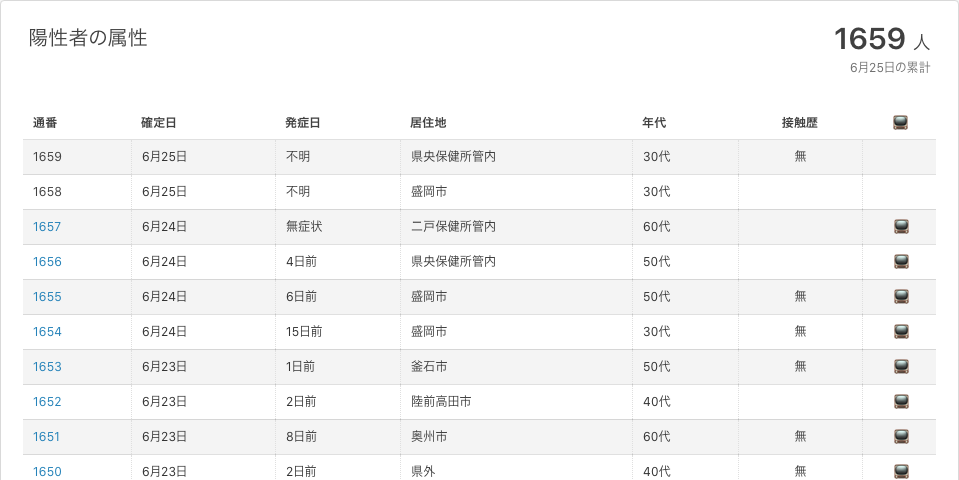 陽性者の属性
1659 人
6月25日の累計
通番 確定日 発症日 居住地 年代 接触歴
1659 6月25日 不明 県央保健所管内 30代 無
1658 6月25日 不明 盛岡市 30代
1657 6月24日 無症状 二戸保健所管内 60代
1656 6月24日 4日前 県央保健所管内 50代
1655 6月24日 6日前 盛岡市 50代 無
1654 6月24日 15日前 盛岡市 30代 無
1653 6月23日 1日前 釜石市 50代 無
1652 6月23日 2日前 陸前高田市 40代
1651 6月23日 8日前 奥州市 60代 無
1650 6月23日 2日前 県外 40代 無